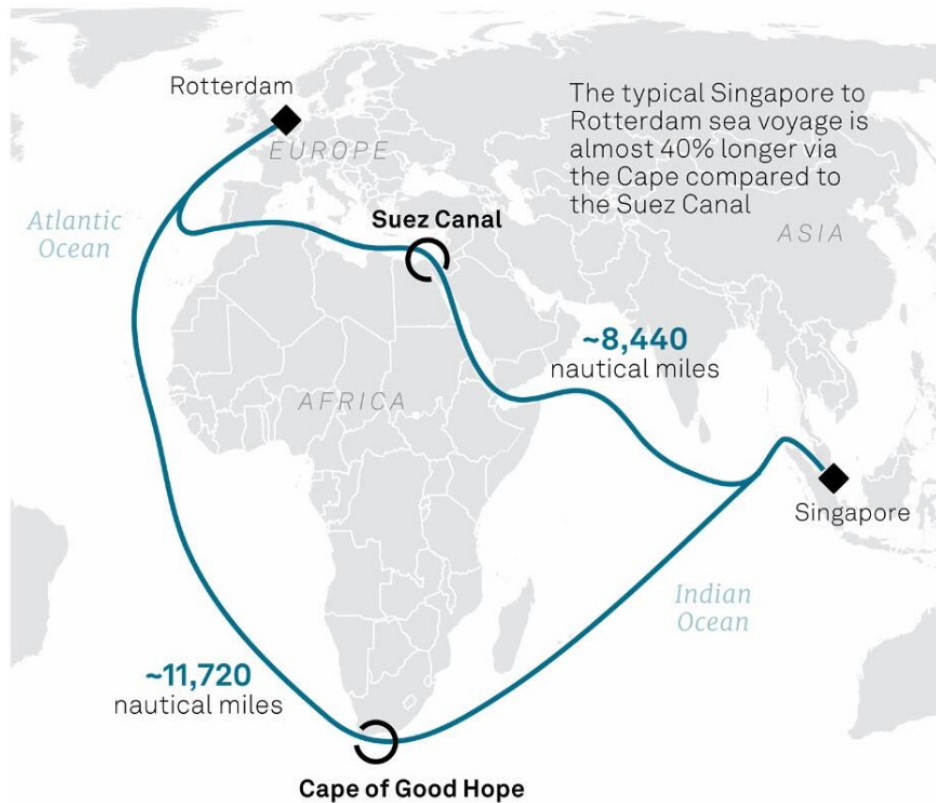 Rotterdam
The typical Singapore to
Rotterdam sea voyage is
almost 40% longer via
the Cape compared to
the Suez Canal
EUROPE
Atlantic
Ocean
Suez Canal
ASIA
~8,440
nautical miles
AFRICA
Singapore
Indian
Ocean
~11,720
nautical miles
Cape of Good Hope